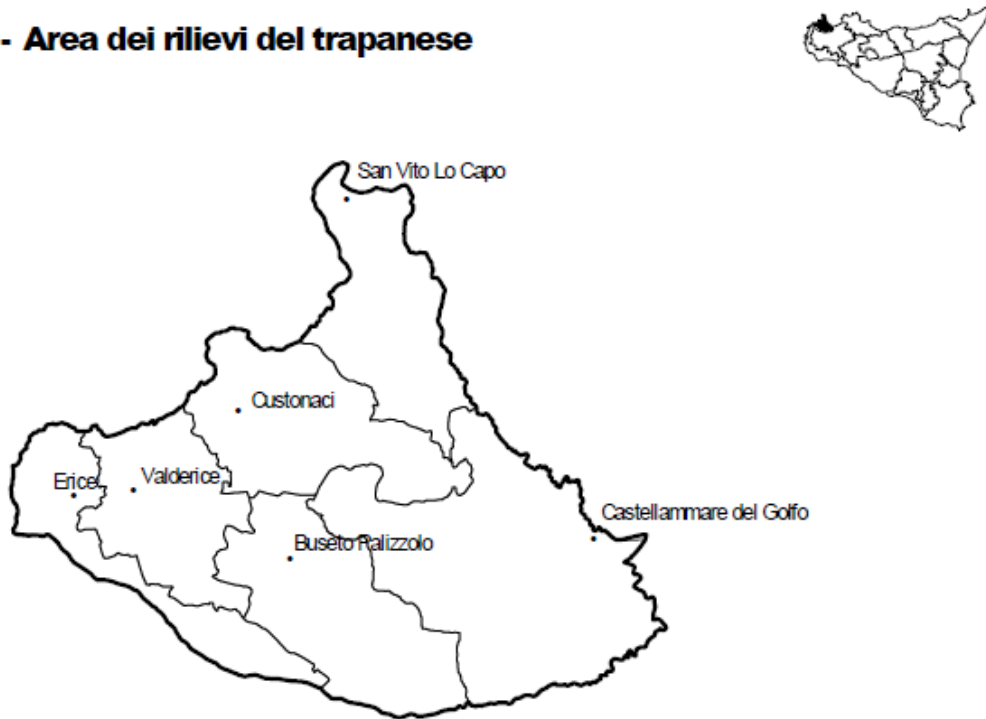 - Area dei rilievi del trapanese
San Vito Lo Capo
Custonaci
Erice
Valderice
Castellammare del Golfo
Buseto Palizzolo